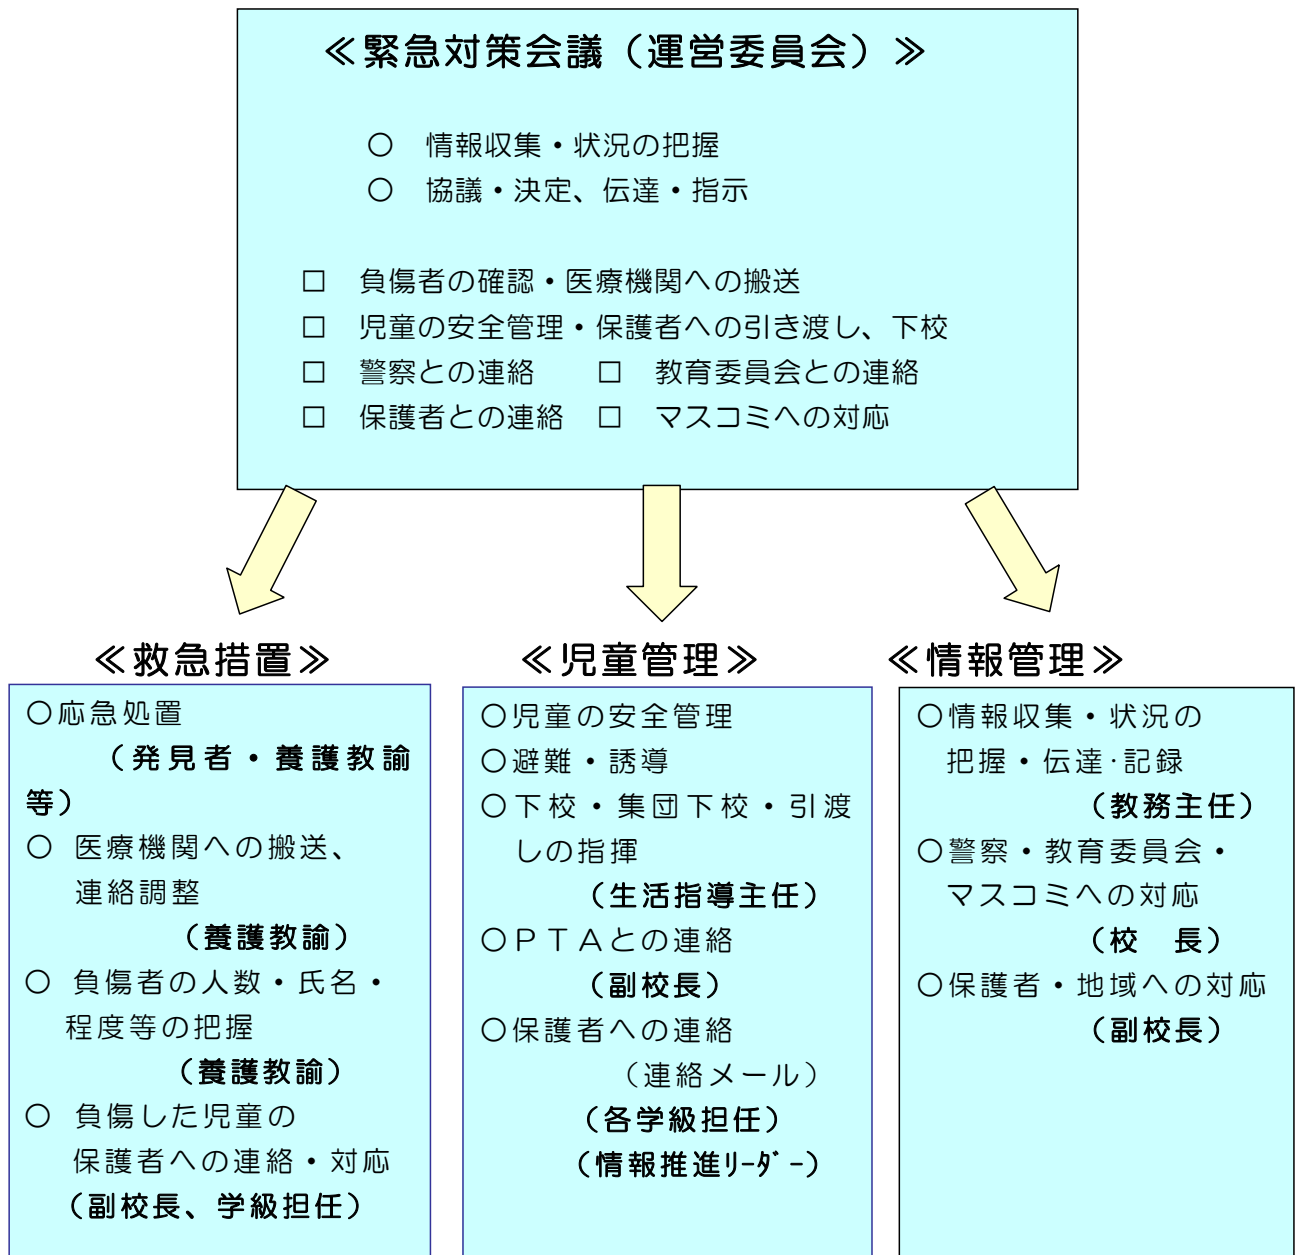 ≪緊急対策会議（運営委員会）≫
○　情報収集・状況の把握
○　協議・決定、伝達・指示
□　負傷者の確認・医療機関への搬送
□　児童の安全管理・保護者への引き渡し、下校
□　警察との連絡　　□　教育委員会との連絡
□　保護者との連絡　□　マスコミへの対応
≪救急措置≫
○応急処置
（発見者・養護教諭
等）
○ 医療機関への搬送、
連絡調整
（養護教諭）
○ 負傷者の人数・氏名・
程度等の把握
（養護教諭）
○ 負傷した児童の
保護者への連絡・対応
（副校長、学級担任）
≪児童管理≫
○児童の安全管理
○避難・誘導
○下校・集団下校・引渡
しの指揮
（生活指導主任）
○ＰＴＡとの連絡
（副校長）
○保護者への連絡
（連絡メール）
（各学級担任）
（情報推進ﾘｰﾀﾞｰ）
≪情報管理≫
○情報収集・状況の
把握・伝達･記録
（教務主任）
○警察・教育委員会・
マスコミへの対応
（校　長）
○保護者・地域への対応
（副校長）